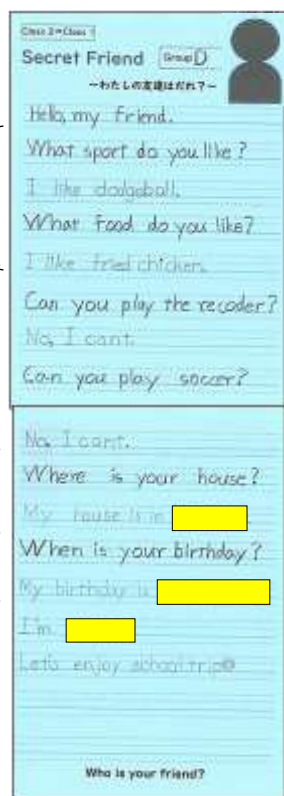 Class 2⇔Class 1
Secret Friend Group D
～わたしの友達はだれ？～
Hello, my friend.
What sport do you like?
I like dodgeball.
What food do you like?
I like fried chicken.
Can you play the recoder?
No, I can't.
Can you play soccer?
No, I can't.
Where is your house?
My house is in
When is your birthday?
My birthday is
I'm
Let's enjoy school trip
Who is your friend?